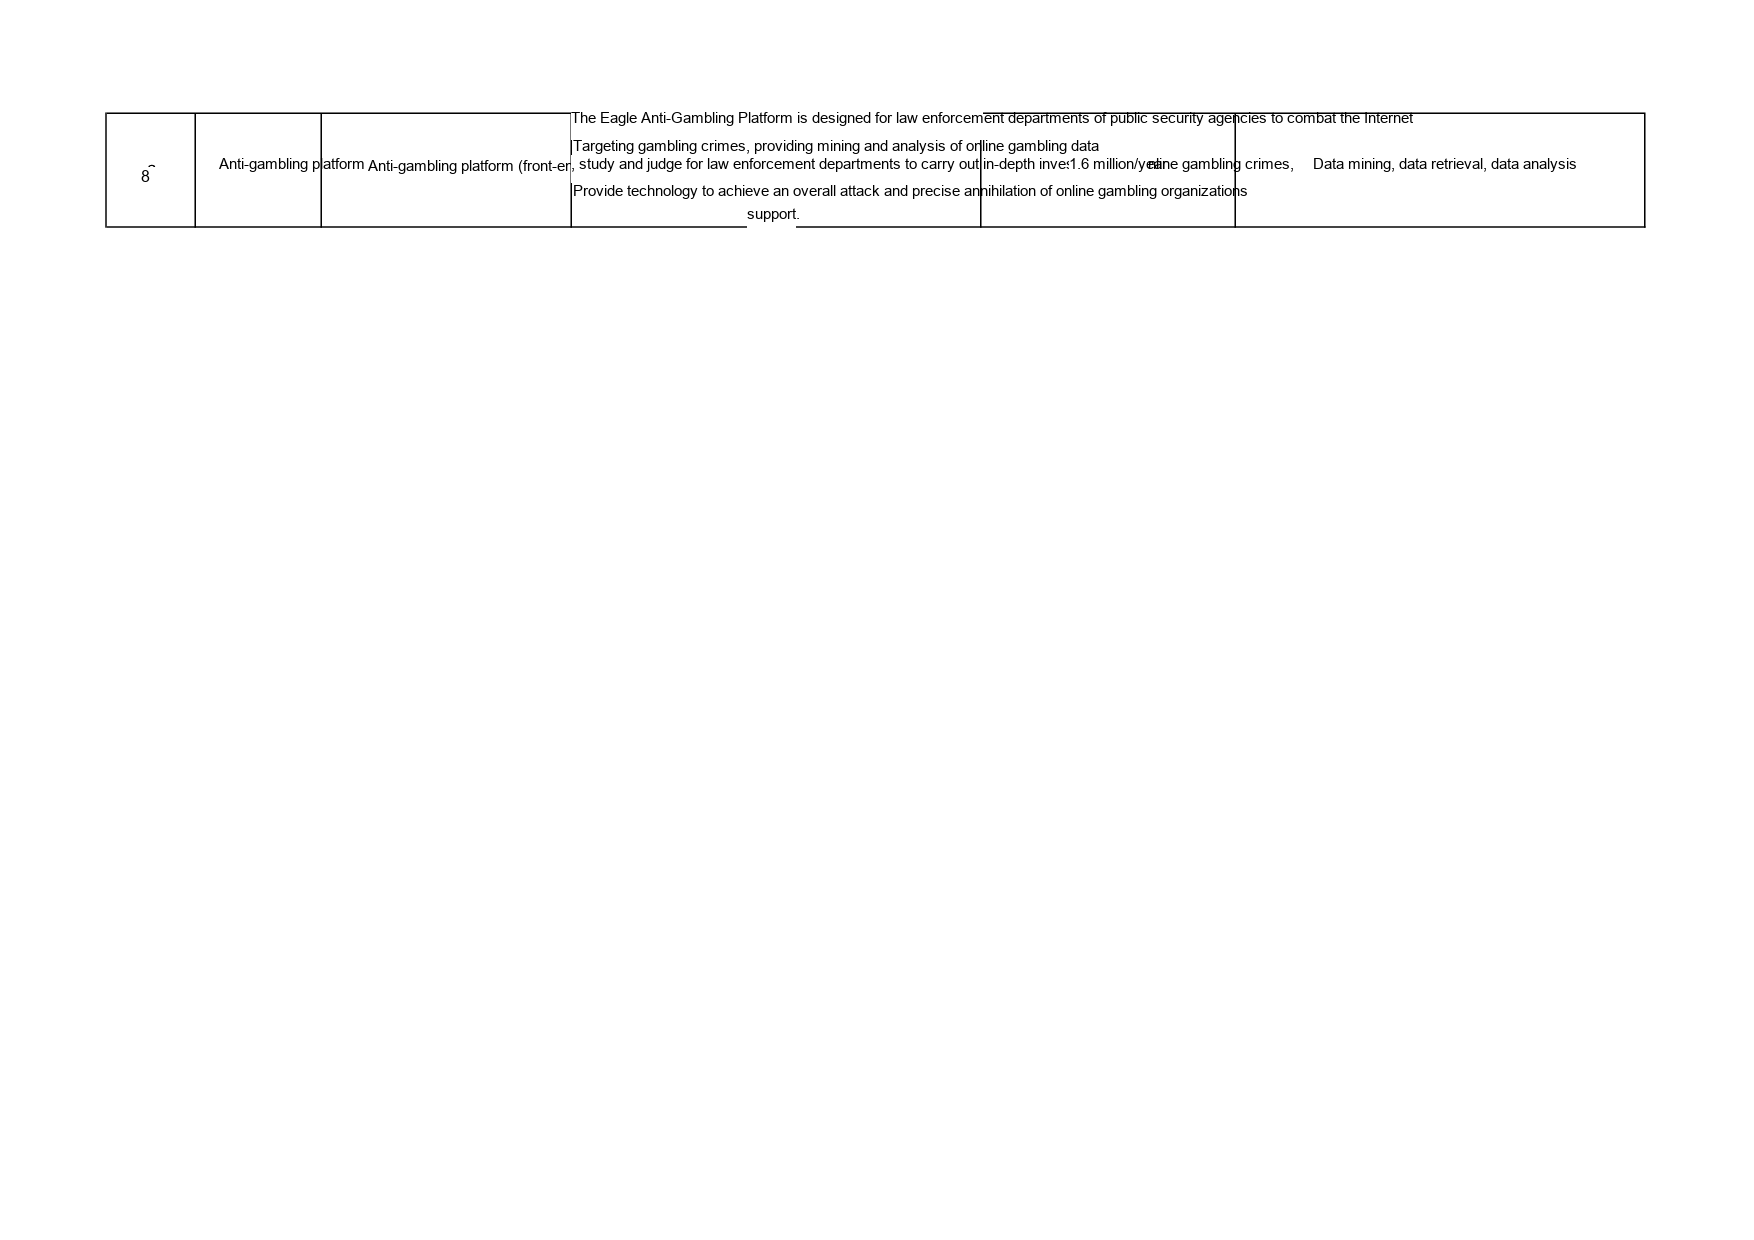 The Eagle Anti-Gambling Platform is designed for law enforcement departments of public security agencies to combat the Internet
Targeting gambling crimes, providing mining and analysis of online gambling data
8
Anti-gambling platform
Anti-gambling platform (front-en
, study and judge for law enforcement departments to carry out in-depth
1.6 million/year
gambling crimes,
Data mining, data retrieval, data analysis
Provide technology to achieve an overall attack and precise annihilation of online gambling organizations
support.